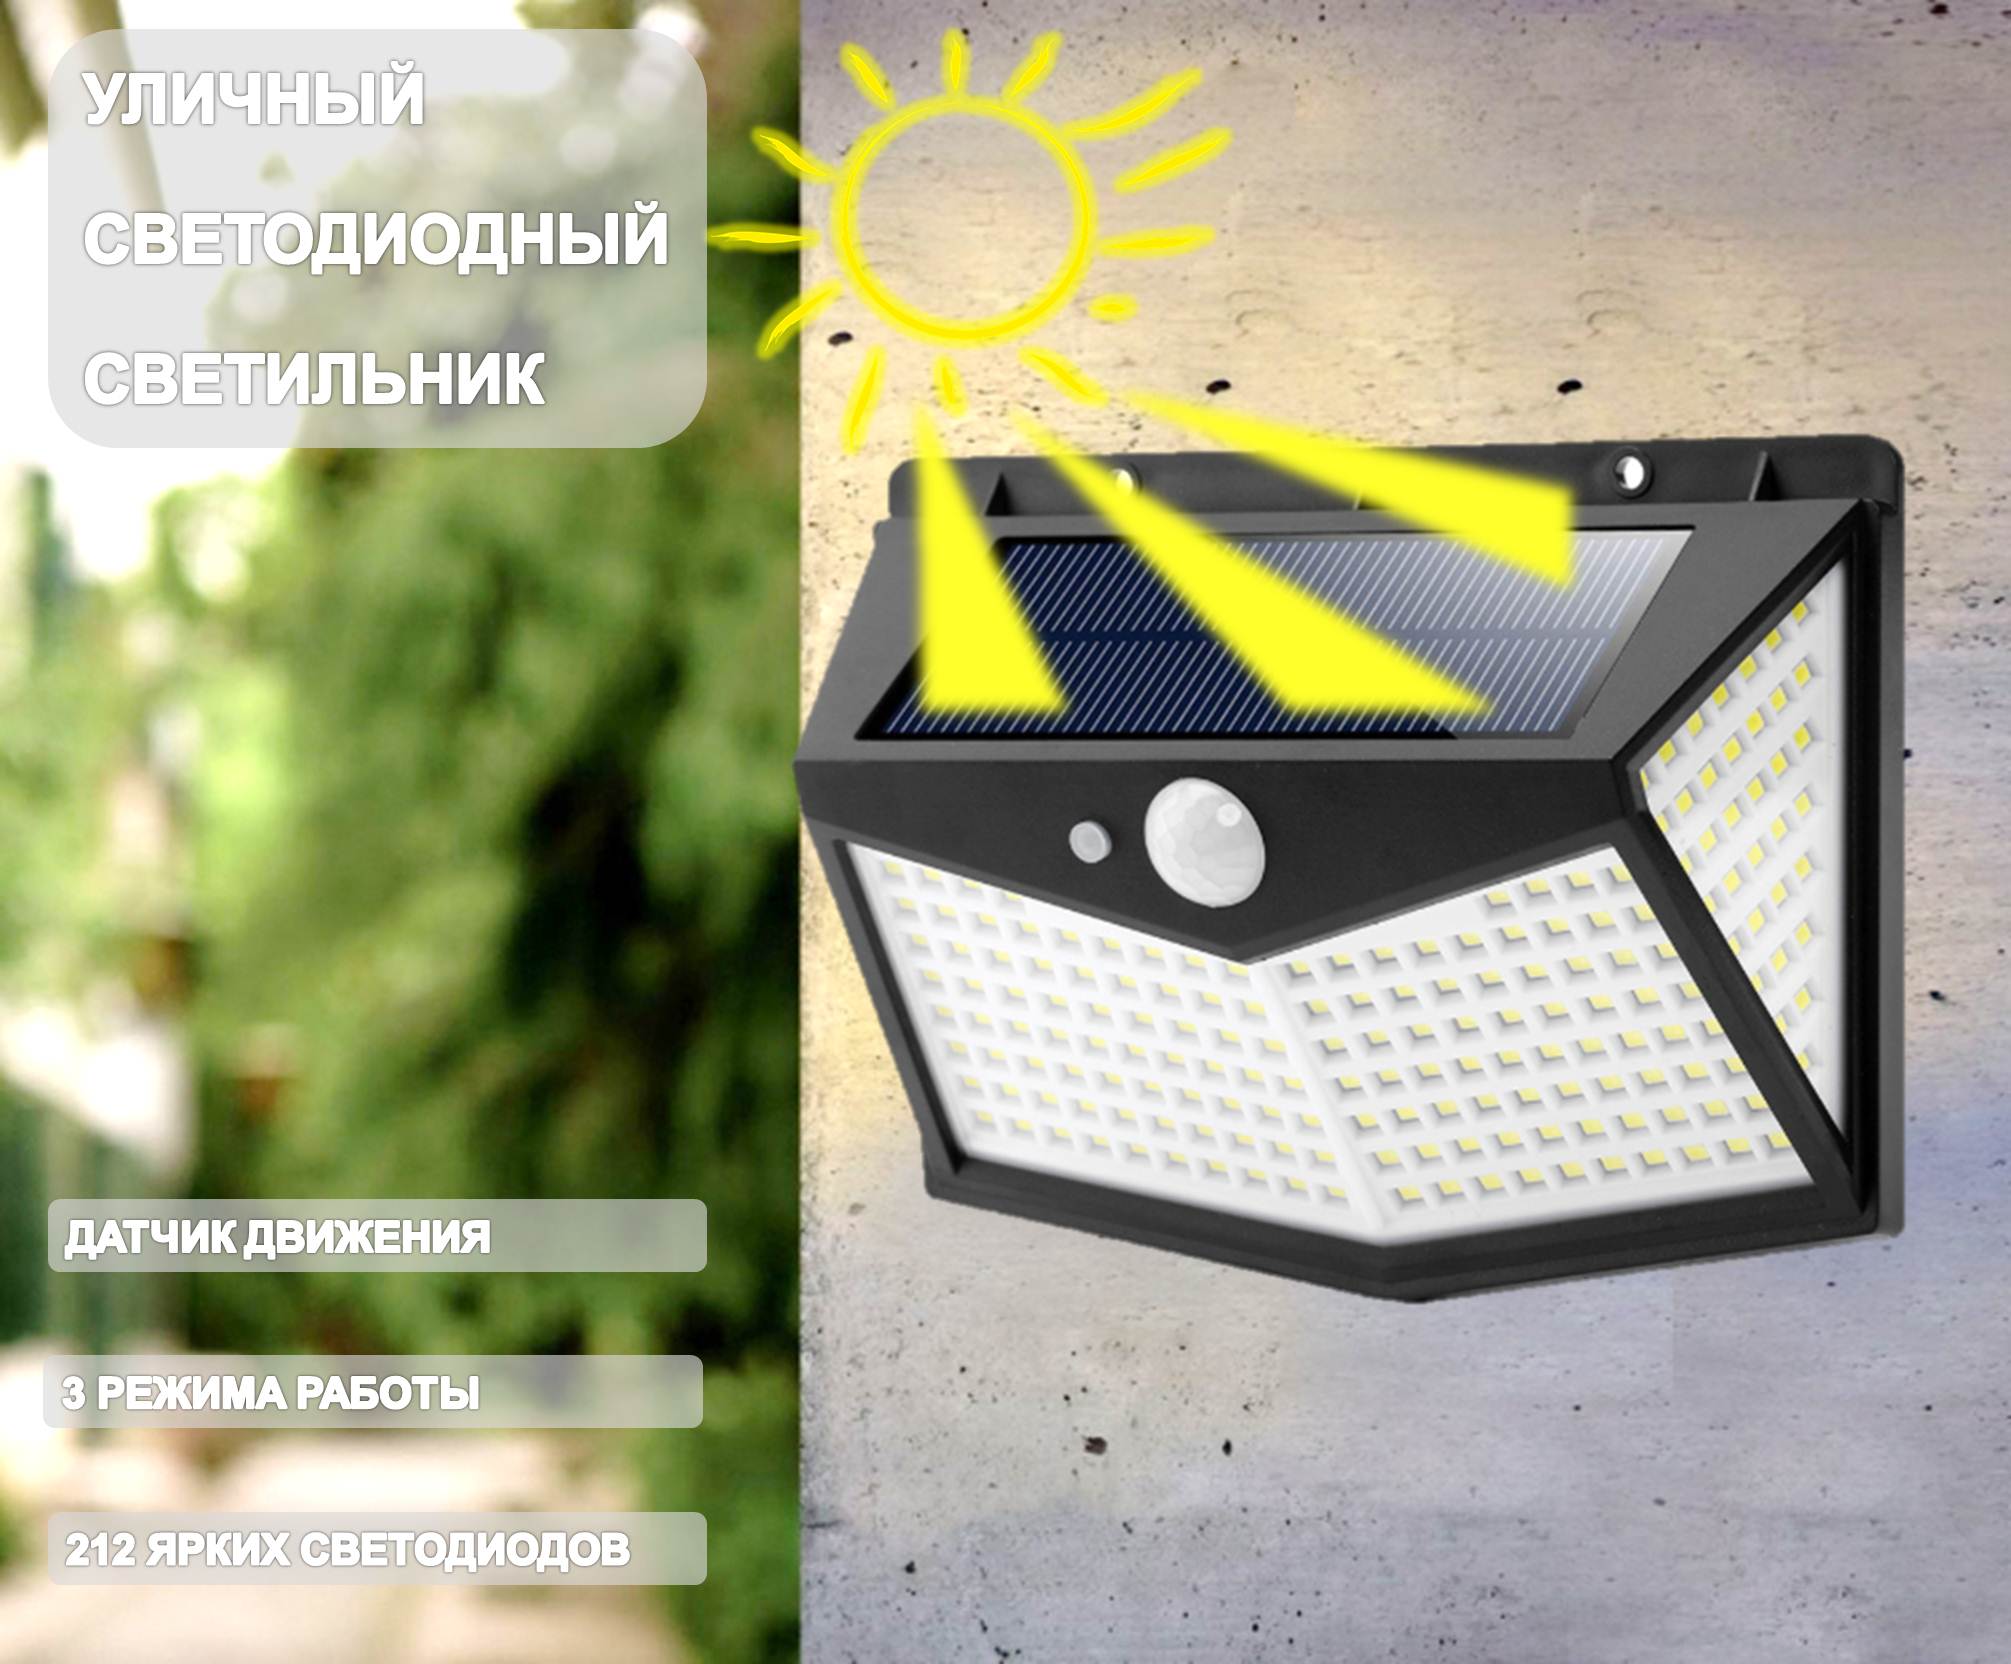 УЛИЧНЫЙ
СВЕТОДИОДНЫЙ
СВЕТИЛЬНИК
ДАТЧИК ДВИЖЕНИЯ
3 РЕЖИМА РАБОТЫ
212 ЯРКИХ СВЕТОДИОДОВ